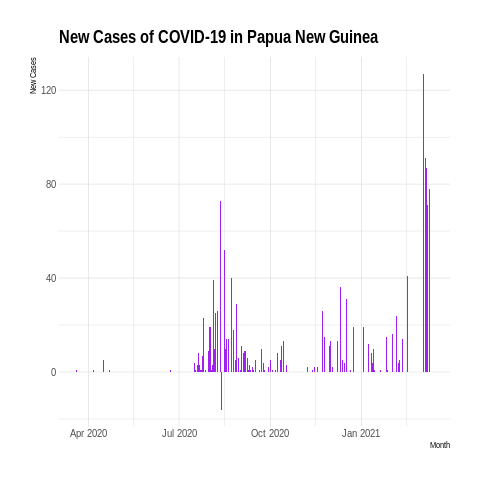 New Cases of COVID-19 in Papua New Guinea
New Cases
120
80
40
0
Apr 2020 Jul 2020 Oct 2020 Jan 2021
Month